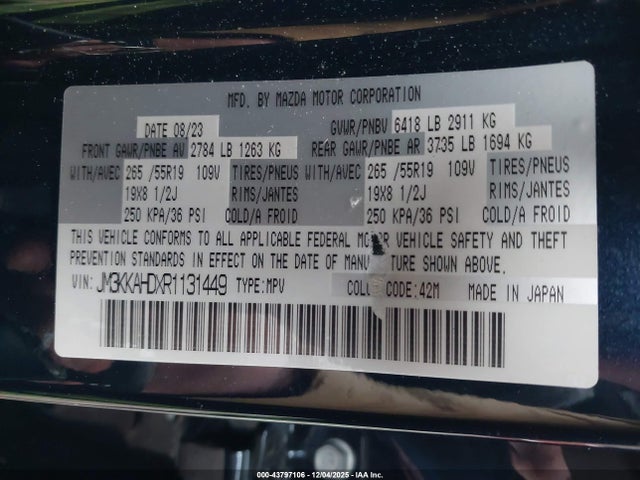 MFD. BY MAZDA MOTOR CORPORATION
DATE 08/23 GVWR/PNBV 6418 LB 2911 KG
FRONT GAWR/PNBE AV 2784 LB 1263 KG REAR GAWR/PNBE AR 3735 LB 1694 KG
WITH/AVEC 265 /55R19 109V TIRES/PNEUS WITH/AVEC 265 /55R19 109V TIRES/PNEUS
19X8 1/2J RIMS/JANTES 19X8 1/2J RIMS/JANTES
250 KPA/36 PSI COLD/A FROID 250 KPA/36 PSI COLD/A FROID
THIS VEHICLE CONFORMS TO ALL APPLICABLE FEDERAL MO R VEHICLE SAFETY AND THEFT
PREVENTION STANDARDS IN EFFECT ON THE DATE OF MANU TURE SHOWN ABOVE.
VIN: JM3KKAHDXR1131449 TYPE:MPV COLO CODE:42M MADE IN JAPAN
000-43797106 - 12/04/2025 - IAA Inc.